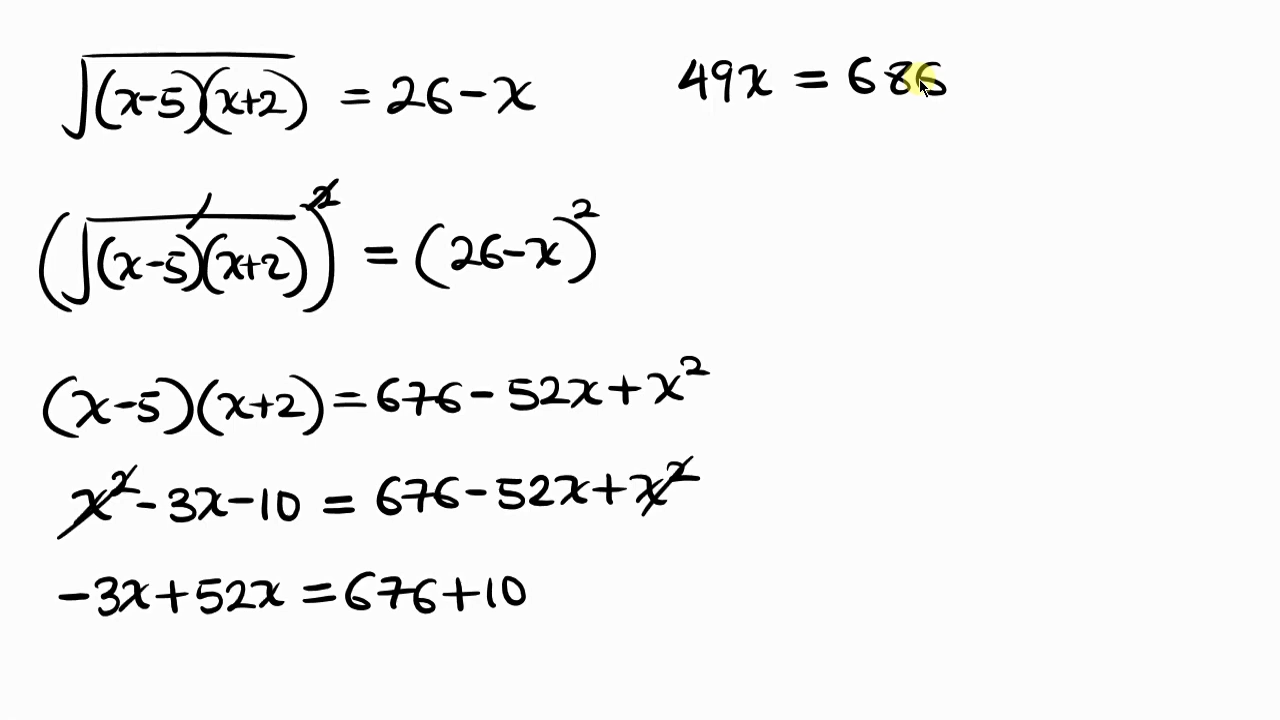 √(x-5)(x+2) = 26-x
(√(x-5)(x+2))² = (26-x)²
(x-5)(x+2) = 676-52x+x²
x²-3x-10 = 676-52x+x²
-3x+52x = 676+10
49x = 686